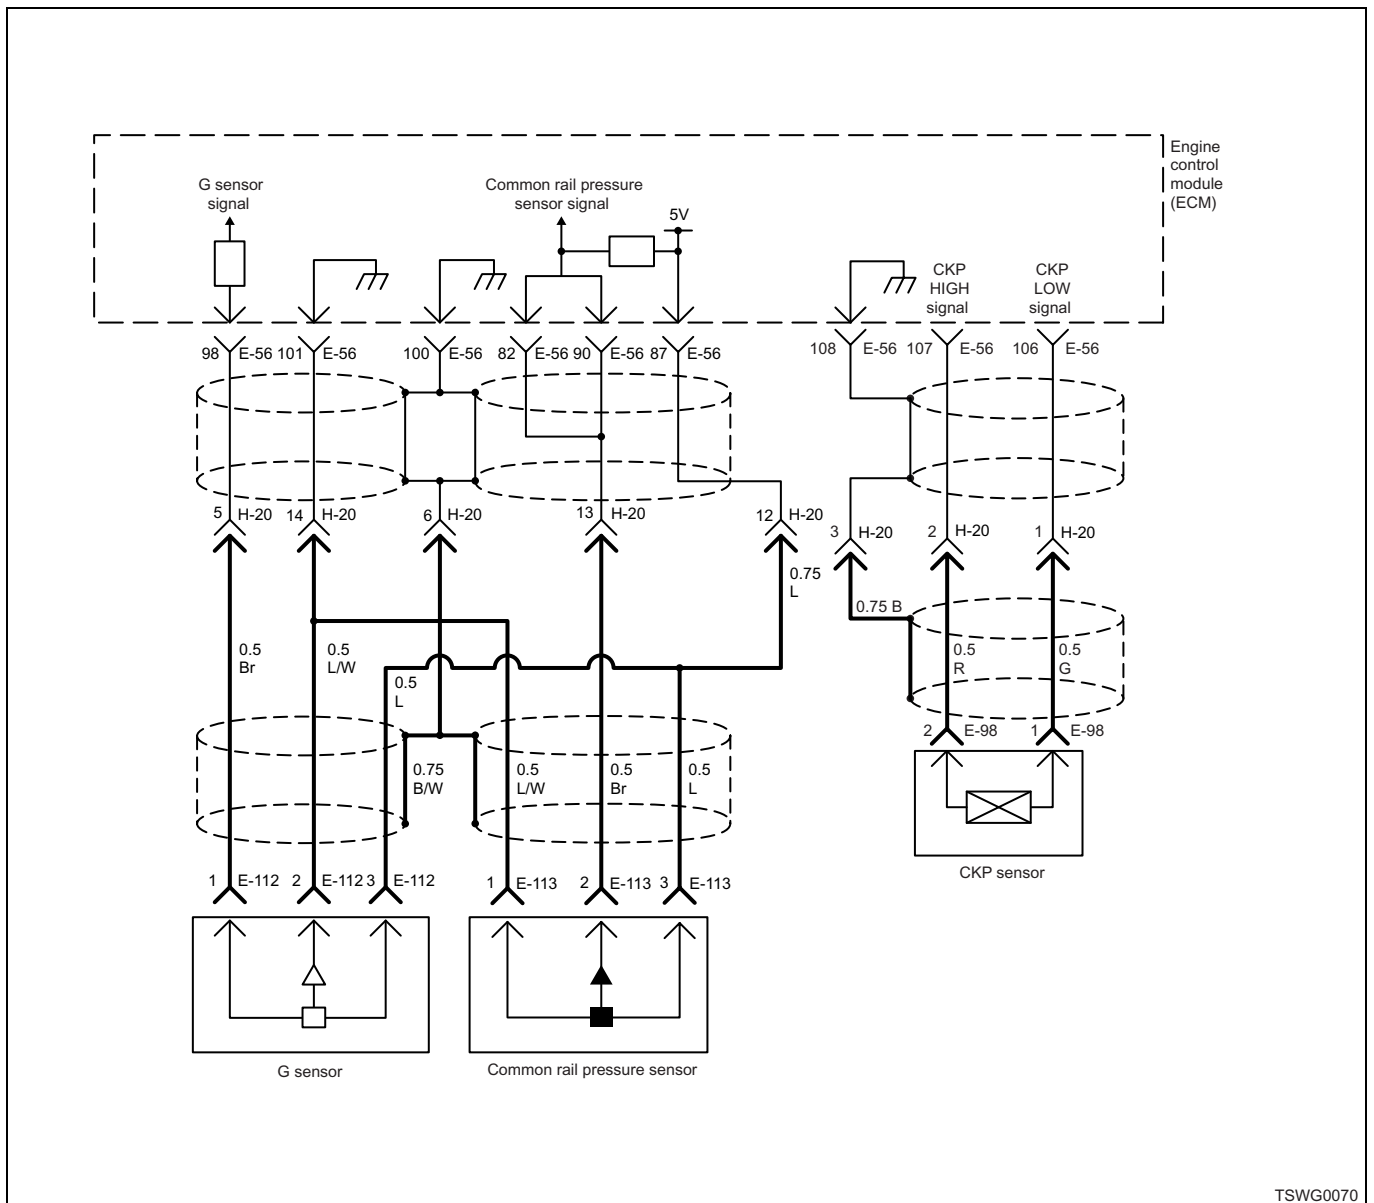 Engine
control
module
(ECM)
G sensor
signal
Common rail pressure
sensor signal
5V
CKP
HIGH
signal
CKP
LOW
signal
98 E-56 101 E-56 100 E-56 82 E-56 90 E-56 87 E-56 108 E-56 107 E-56 106 E-56
5 H-20 14 H-20 6 H-20 13 H-20 12 H-20 3 H-20 2 H-20 1 H-20
0.75
L
0.75 B
0.5
Br
0.5
L/W
0.5
L
0.5
R
0.5
G
2 E-98 1 E-98
0.75
B/W
0.5
L/W
0.5
Br
0.5
L
CKP sensor
1 E-112 2 E-112 3 E-112 1 E-113 2 E-113 3 E-113
G sensor
Common rail pressure sensor
TSWG0070